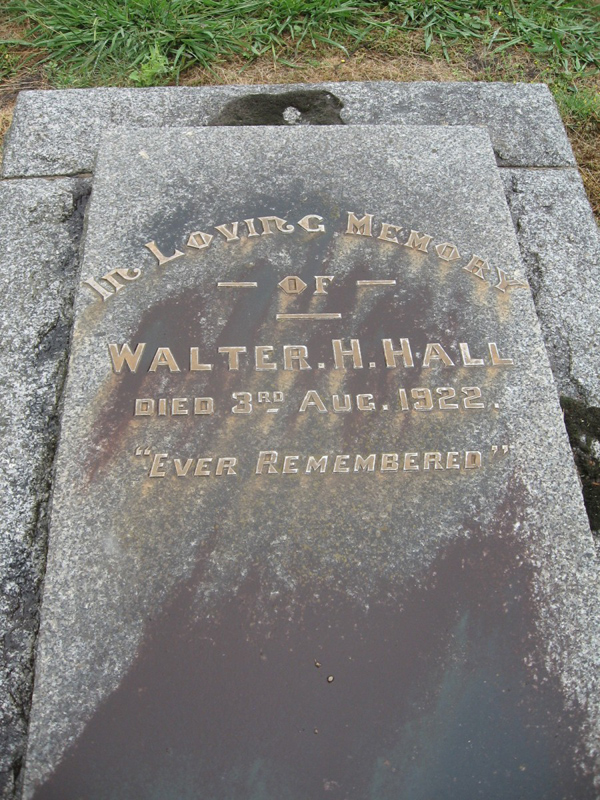 IN LOVING MEMORY
— OF —
WALTER. H. HALL
DIED 3RD AUG. 1922.
"EVER REMEMBERED"